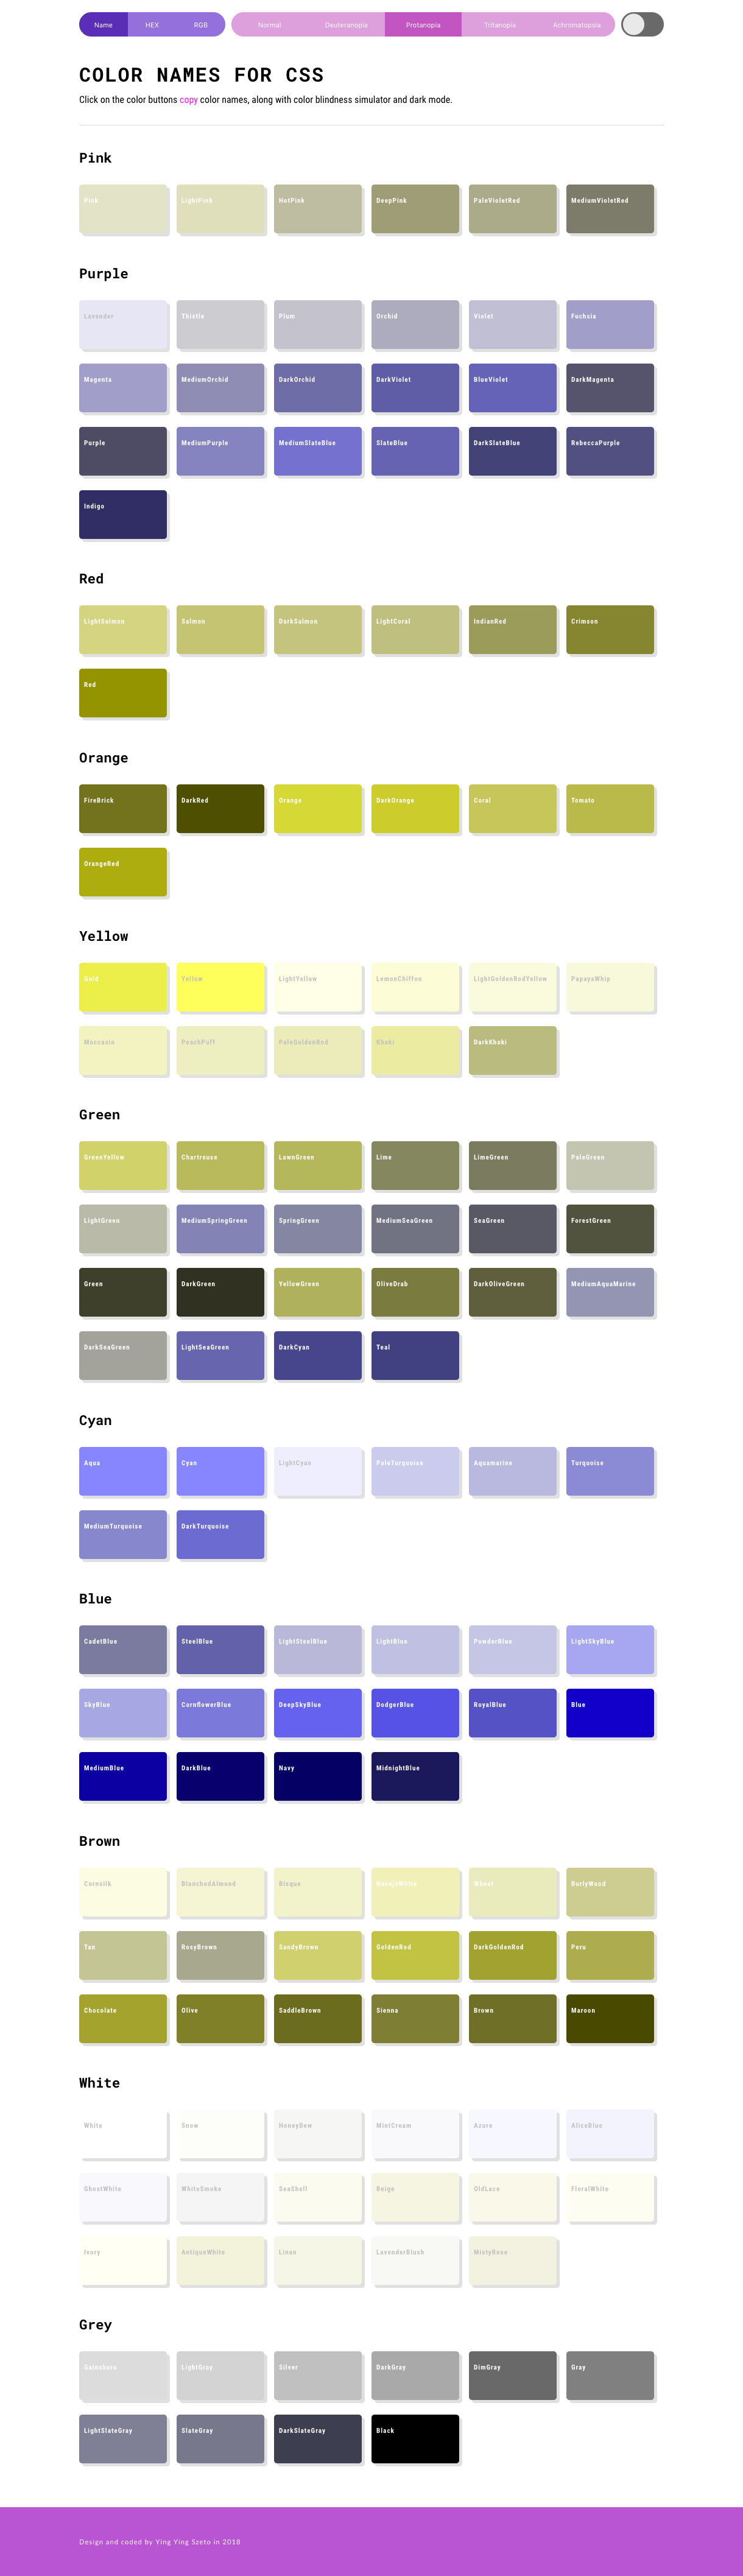 Name HEX RGB Normal Deuteranopia Protanopia Tritanopia Achromatopsia
COLOR NAMES FOR CSS
Click on the color buttons copy color names, along with color blindness simulator and dark mode.
Pink
Pink LightPink HotPink DeepPink PaleVioletRed MediumVioletRed
Purple
Lavender Thistle Plum Orchid Violet Fuchsia
Magenta MediumOrchid DarkOrchid DarkViolet BlueViolet DarkMagenta
Purple MediumPurple MediumSlateBlue SlateBlue DarkSlateBlue RebeccaPurple
Indigo
Red
LightSalmon Salmon DarkSalmon LightCoral IndianRed Crimson
Red
Orange
FireBrick DarkRed Orange DarkOrange Coral Tomato
OrangeRed
Yellow
Gold Yellow LightYellow LemonChiffon LightGoldenRodYellow PapayaWhip
Moccasin PeachPuff PaleGoldenRod Khaki DarkKhaki
Green
GreenYellow Chartreuse LawnGreen Lime LimeGreen PaleGreen
LightGreen MediumSpringGreen SpringGreen MediumSeaGreen SeaGreen ForestGreen
Green DarkGreen YellowGreen OliveDrab DarkOliveGreen MediumAquaMarine
DarkSeaGreen LightSeaGreen DarkCyan Teal
Cyan
Aqua Cyan LightCyan PaleTurquoise Aquamarine Turquoise
MediumTurquoise DarkTurquoise
Blue
CadetBlue SteelBlue LightSteelBlue LightBlue PowderBlue LightSkyBlue
SkyBlue CornflowerBlue DeepSkyBlue DodgerBlue RoyalBlue Blue
MediumBlue DarkBlue Navy MidnightBlue
Brown
Cornsilk BlanchedAlmond Bisque NavajoWhite Wheat BurlyWood
Tan RosyBrown SandyBrown GoldenRod DarkGoldenRod Peru
Chocolate Olive SaddleBrown Sienna Brown Maroon
White
White Snow HoneyDew MintCream Azure AliceBlue
GhostWhite WhiteSmoke SeaShell Beige OldLace FloralWhite
Ivory AntiqueWhite Linen LavenderBlush MistyRose
Grey
Gainsboro LightGray Silver DarkGray DimGray Gray
LightSlateGray SlateGray DarkSlateGray Black
Design and coded by Ying Ying Szeto in 2018